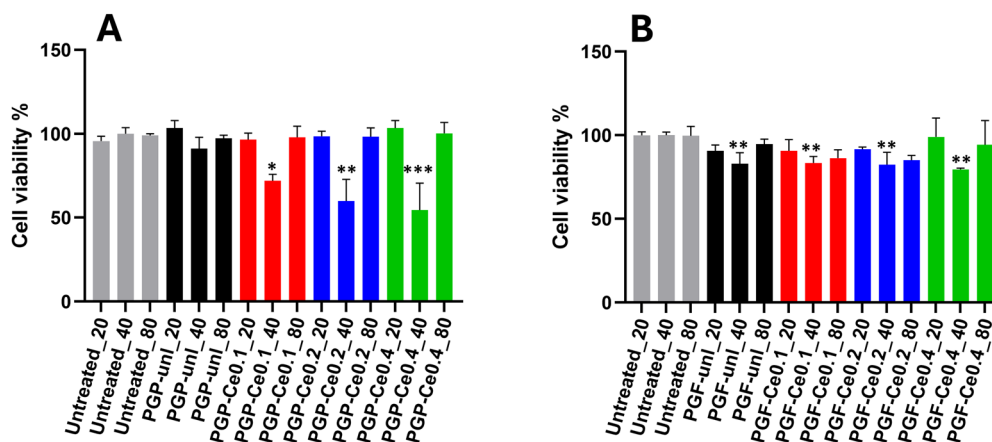 A
150
100
50
0
Cell viability %
*
**
***
Untreated_20
Untreated_40
Untreated_80
PGP-unl_20
PGP-unl_40
PGP-unl_80
PGP-Ce0.1_20
PGP-Ce0.1_40
PGP-Ce0.1_80
PGP-Ce0.2_20
PGP-Ce0.2_40
PGP-Ce0.2_80
PGP-Ce0.4_20
PGP-Ce0.4_40
PGP-Ce0.4_80
B
150
100
50
0
Cell viability %
**
**
**
**
Untreated_20
Untreated_40
Untreated_80
PGF-unl_20
PGF-unl_40
PGF-unl_80
PGF-Ce0.1_20
PGF-Ce0.1_40
PGF-Ce0.1_80
PGF-Ce0.2_20
PGF-Ce0.2_40
PGF-Ce0.2_80
PGF-Ce0.4_20
PGF-Ce0.4_40
PGF-Ce0.4_80